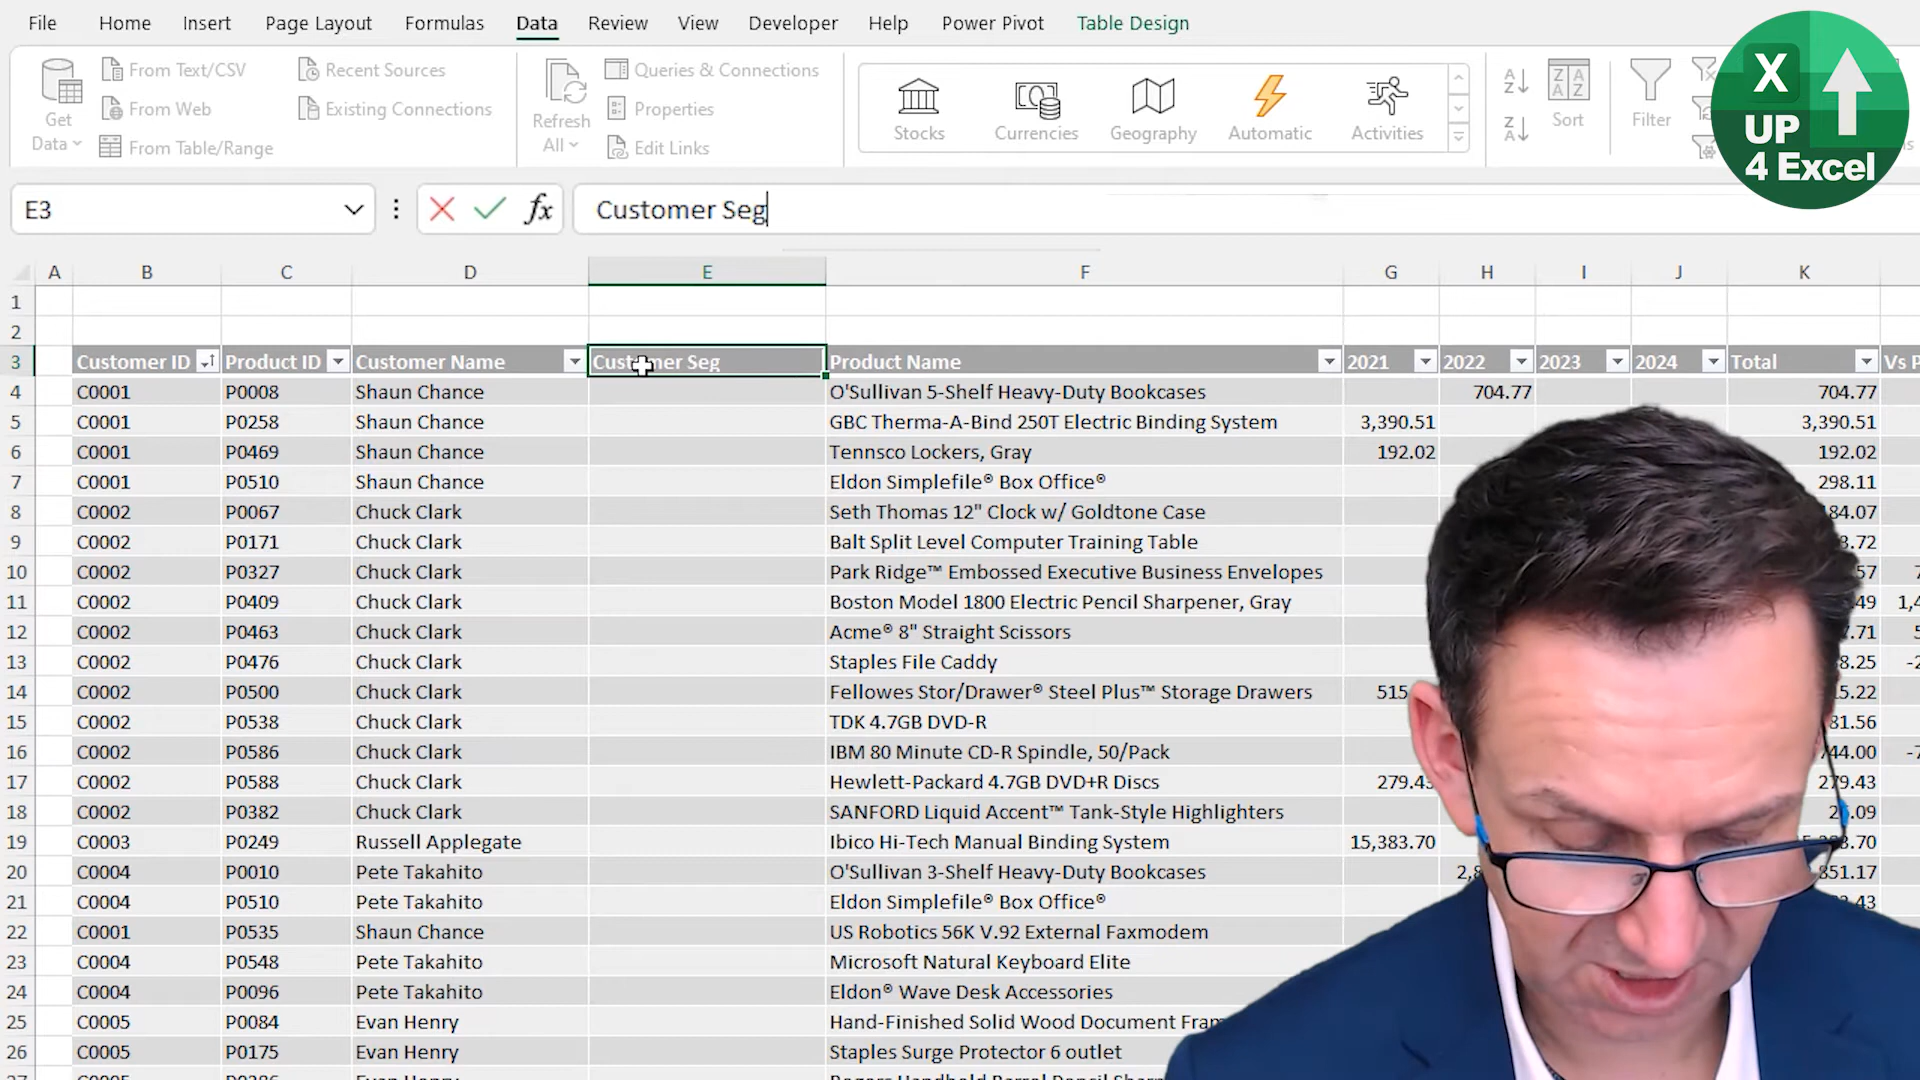 File Home Insert Page Layout Formulas Data Review View Developer Help Power Pivot Table Design
Get Data
From Text/CSV
From Web
From Table/Range
Recent Sources
Existing Connections
Refresh All
Queries & Connections
Properties
Edit Links
Stocks Currencies Geography Automatic Activities
Sort
Filter
X UP 4 Excel
E3 fx Customer Seg
A B C D E F G H I J K
1
2
3 Customer ID Product ID Customer Name Customer Seg Product Name 2021 2022 2023 2024 Total Vs P
4 C0001 P0008 Shaun Chance O'Sullivan 5-Shelf Heavy-Duty Bookcases 704.77 704.77
5 C0001 P0258 Shaun Chance GBC Therma-A-Bind 250T Electric Binding System 3,390.51 3,390.51
6 C0001 P0469 Shaun Chance Tennsco Lockers, Gray 192.02 192.02
7 C0001 P0510 Shaun Chance Eldon Simplefile® Box Office® 298.11
8 C0002 P0067 Chuck Clark Seth Thomas 12" Clock w/ Goldtone Case 84.07
9 C0002 P0171 Chuck Clark Balt Split Level Computer Training Table .72
10 C0002 P0327 Chuck Clark Park Ridge™ Embossed Executive Business Envelopes 57
11 C0002 P0409 Chuck Clark Boston Model 1800 Electric Pencil Sharpener, Gray .49 1,4
12 C0002 P0463 Chuck Clark Acme® 8" Straight Scissors .71
13 C0002 P0476 Chuck Clark Staples File Caddy 8.25 -2
14 C0002 P0500 Chuck Clark Fellowes Stor/Drawer® Steel Plus™ Storage Drawers 515 5.22
15 C0002 P0538 Chuck Clark TDK 4.7GB DVD-R 81.56
16 C0002 P0586 Chuck Clark IBM 80 Minute CD-R Spindle, 50/Pack 44.00 -7
17 C0002 P0588 Chuck Clark Hewlett-Packard 4.7GB DVD+R Discs 279.43 279.43
18 C0002 P0382 Chuck Clark SANFORD Liquid Accent™ Tank-Style Highlighters .09
19 C0003 P0249 Russell Applegate Ibico Hi-Tech Manual Binding System 15,383.70 3.70
20 C0004 P0010 Pete Takahito O'Sullivan 3-Shelf Heavy-Duty Bookcases 2,8 851.17
21 C0004 P0510 Pete Takahito Eldon Simplefile® Box Office® .43
22 C0001 P0535 Shaun Chance US Robotics 56K V.92 External Faxmodem
23 C0004 P0548 Pete Takahito Microsoft Natural Keyboard Elite
24 C0004 P0096 Pete Takahito Eldon® Wave Desk Accessories
25 C0005 P0084 Evan Henry Hand-Finished Solid Wood Document Fram
26 C0005 P0175 Evan Henry Staples Surge Protector 6 outlet